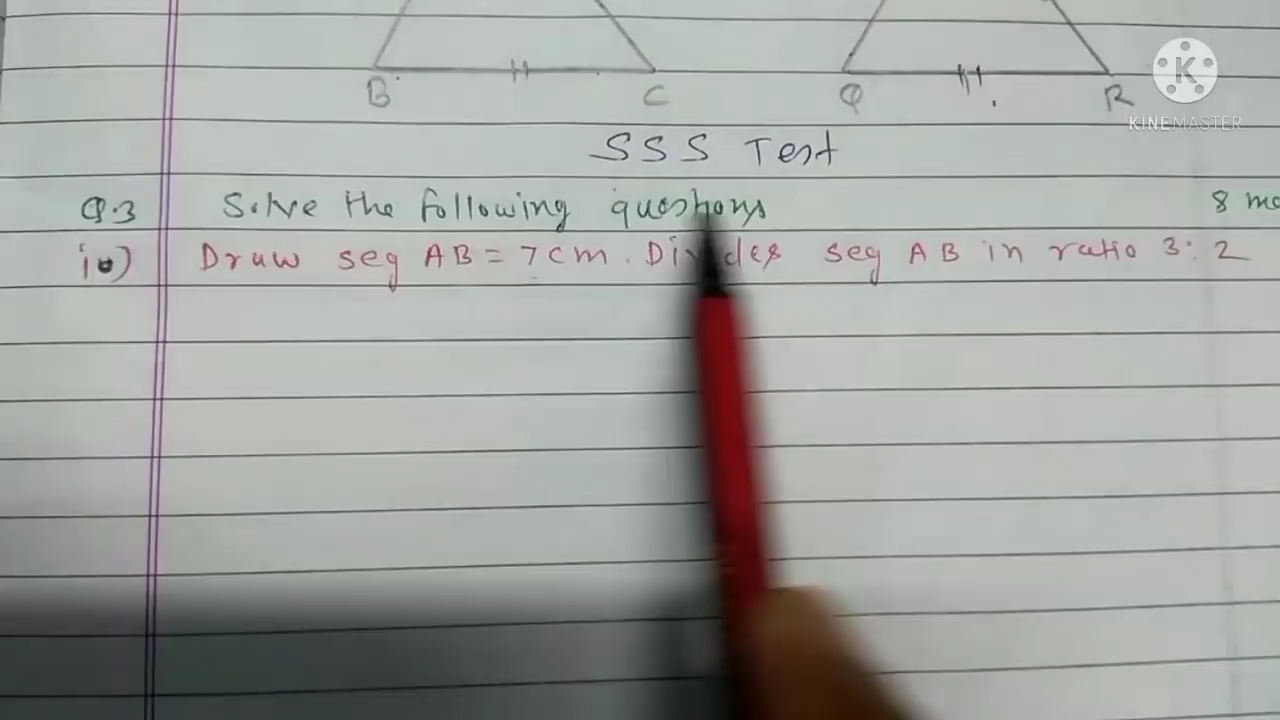 B C Q R
K
KINEMASTER
SSS Test
Q.3 Solve the following questions 8
iv) Draw seg AB = 7cm. Divides seg AB in ratio 3:2